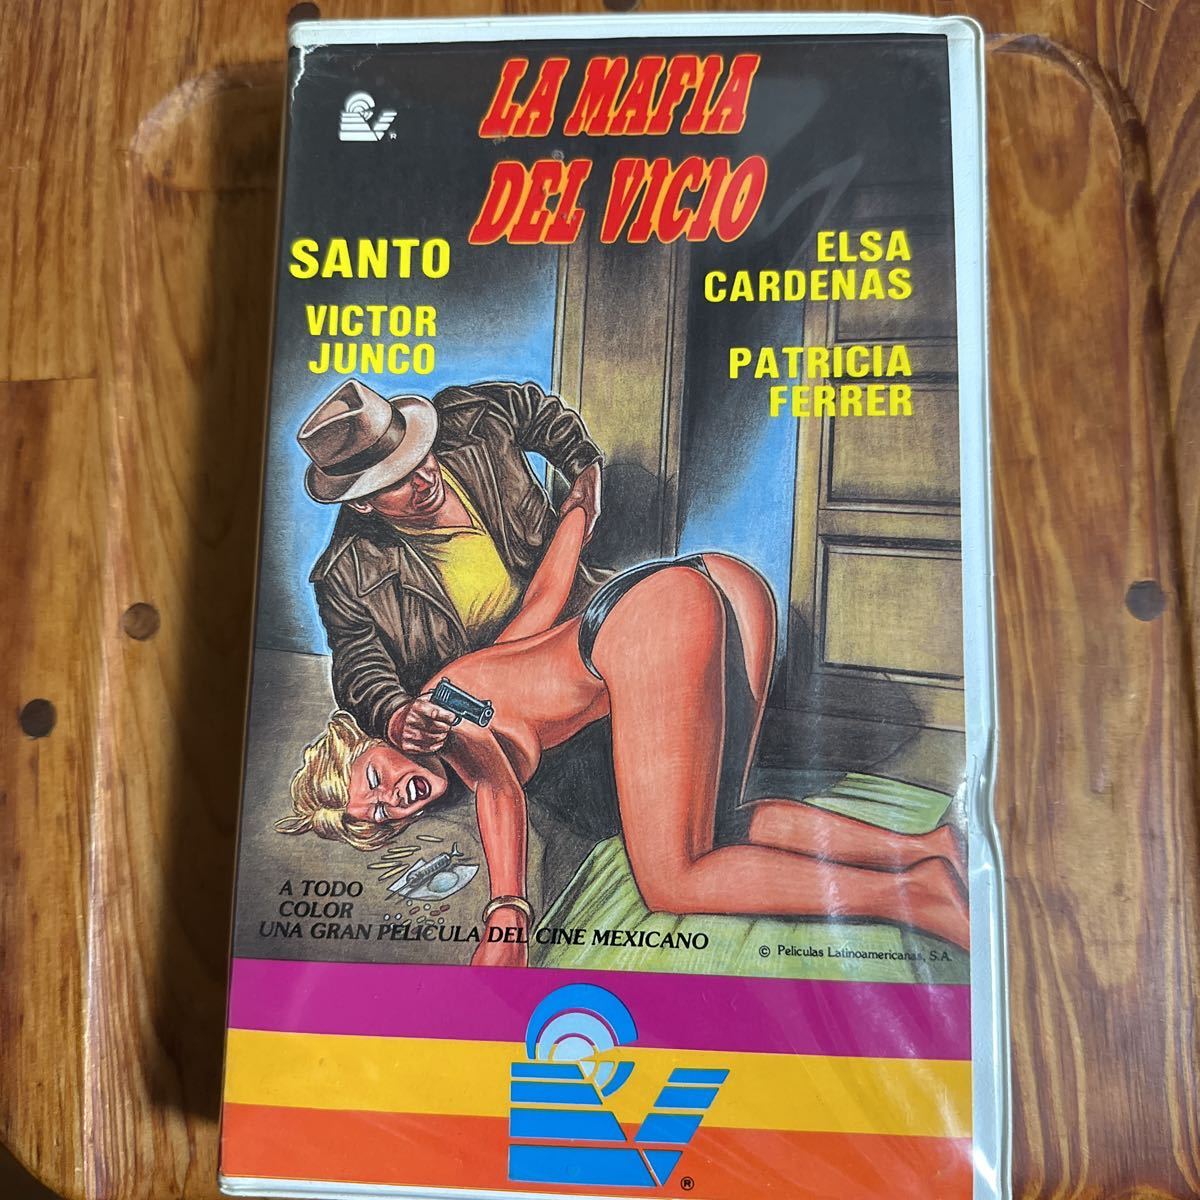 LA MAFIA
DEL VICIO
SANTO
VICTOR
JUNCO
ELSA
CARDENAS
PATRICIA
FERRER
A TODO
COLOR
UNA GRAN PELICULA DEL CINE MEXICANO
© Peliculas Latinoamericanas, S.A.
®
®